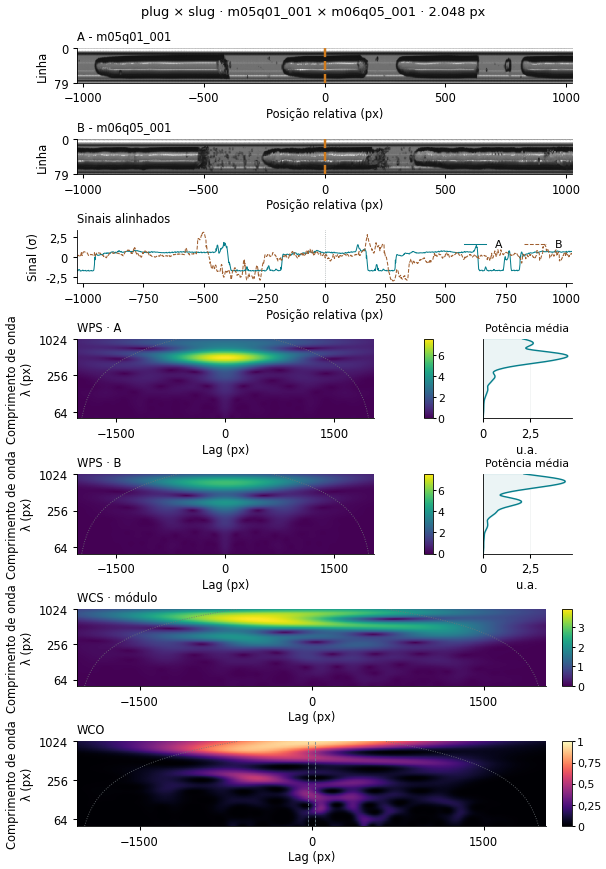 plug × slug · m05q01_001 × m06q05_001 · 2.048 px
A - m05q01_001
0
79
Linha
−1000 −500 0 500 1000
Posição relativa (px)
B - m06q05_001
0
79
Linha
−1000 −500 0 500 1000
Posição relativa (px)
Sinais alinhados
2,5
0
−2,5
Sinal (σ)
A B
−1000 −750 −500 −250 0 250 500 750 1000
Posição relativa (px)
WPS · A
1024
256
64
Comprimento de onda
λ (px)
−1500 0 1500
Lag (px)
6
4
2
0
Potência média
0 2,5
u.a.
WPS · B
1024
256
64
Comprimento de onda
λ (px)
−1500 0 1500
Lag (px)
6
4
2
0
Potência média
0 2,5
u.a.
WCS · módulo
1024
256
64
Comprimento de onda
λ (px)
−1500 0 1500
Lag (px)
3
2
1
0
WCO
1024
256
64
Comprimento de onda
λ (px)
−1500 0 1500
Lag (px)
1
0,75
0,5
0,25
0